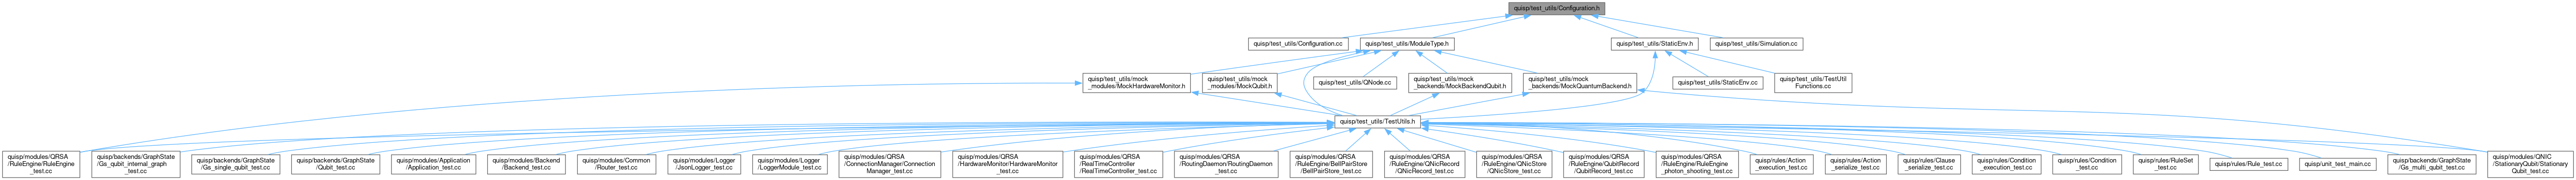 quisp/test_utils/Configuration.h
quisp/test_utils/Configuration.cc
quisp/test_utils/ModuleType.h
quisp/test_utils/StaticEnv.h
quisp/test_utils/Simulation.cc
quisp/test_utils/mock
_modules/MockHardwareMonitor.h
quisp/test_utils/mock
_modules/MockQubit.h
quisp/test_utils/QNode.cc
quisp/test_utils/mock
_backends/MockBackendQubit.h
quisp/test_utils/mock
_backends/MockQuantumBackend.h
quisp/test_utils/StaticEnv.cc
quisp/test_utils/TestUtil
Functions.cc
quisp/test_utils/TestUtils.h
quisp/modules/QRSA
/RuleEngine/RuleEngine
_test.cc
quisp/backends/GraphState
/Gs_qubit_internal_graph
_test.cc
quisp/backends/GraphState
/Gs_single_qubit_test.cc
quisp/backends/GraphState
/Qubit_test.cc
quisp/modules/Application
/Application_test.cc
quisp/modules/Backend
/Backend_test.cc
quisp/modules/Common
/Router_test.cc
quisp/modules/Logger
/JsonLogger_test.cc
quisp/modules/Logger
/LoggerModule_test.cc
quisp/modules/QRSA
/ConnectionManager/Connection
Manager_test.cc
quisp/modules/QRSA
/HardwareMonitor/HardwareMonitor
_test.cc
quisp/modules/QRSA
/RealTimeController
/RealTimeController_test.cc
quisp/modules/QRSA
/RoutingDaemon/RoutingDaemon
_test.cc
quisp/modules/QRSA
/RuleEngine/BellPairStore
/BellPairStore_test.cc
quisp/modules/QRSA
/RuleEngine/QNicRecord
/QNicRecord_test.cc
quisp/modules/QRSA
/RuleEngine/QNicStore
/QNicStore_test.cc
quisp/modules/QRSA
/RuleEngine/QubitRecord
/QubitRecord_test.cc
quisp/modules/QRSA
/RuleEngine/RuleEngine
_photon_shooting_test.cc
quisp/rules/Action
_execution_test.cc
quisp/rules/Action
_serialize_test.cc
quisp/rules/Clause
_serialize_test.cc
quisp/rules/Condition
_execution_test.cc
quisp/rules/Condition
_test.cc
quisp/rules/RuleSet
_test.cc
quisp/rules/Rule_test.cc
quisp/unit_test_main.cc
quisp/backends/GraphState
/Gs_multi_qubit_test.cc
quisp/modules/QNIC
/StationaryQubit/Stationary
Qubit_test.cc